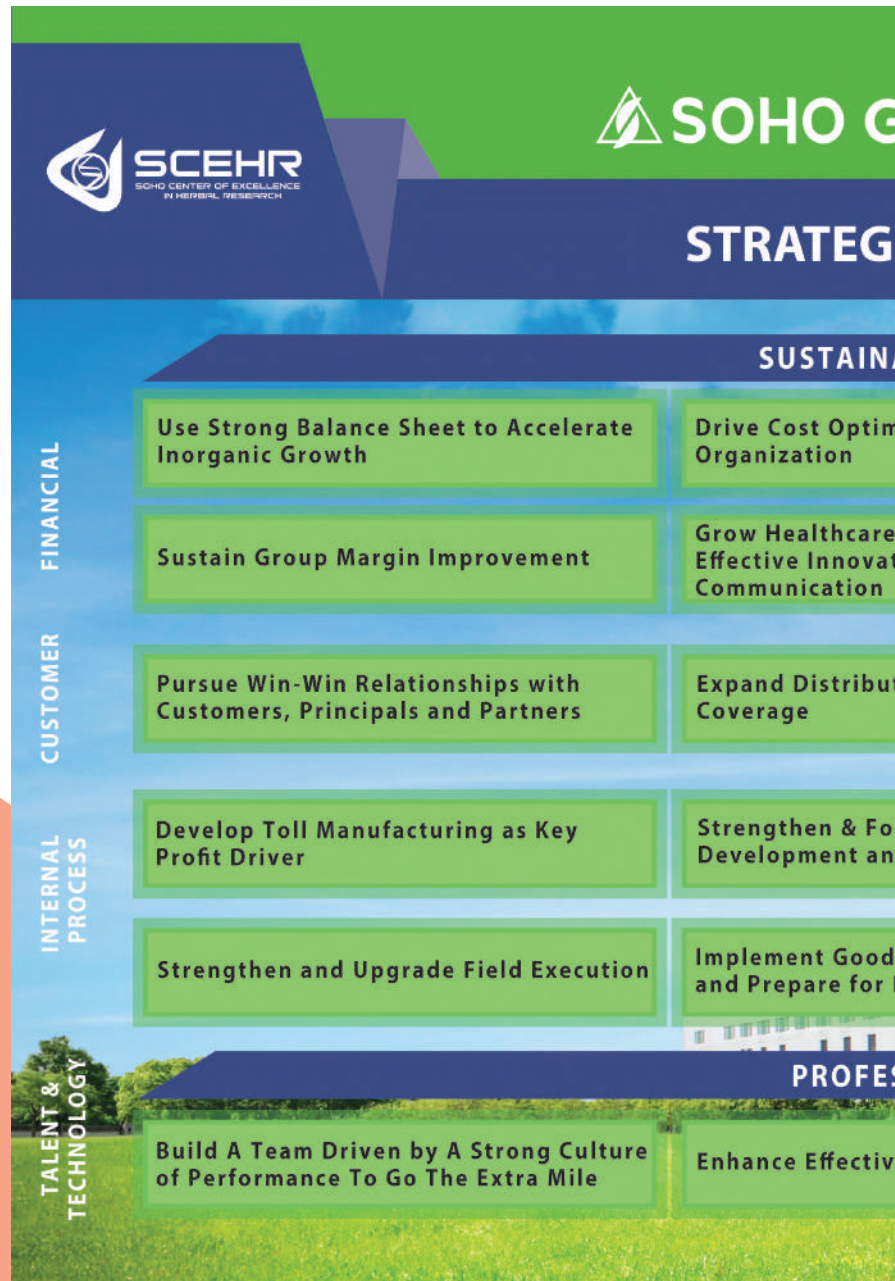 SCEHR
SOHO CENTER OF EXCELLENCE
IN HERBAL RESEARCH
SOHO G
STRATEG
SUSTAINA
FINANCIAL
Use Strong Balance Sheet to Accelerate
Inorganic Growth
Drive Cost Optim
Organization
Sustain Group Margin Improvement
Grow Healthcare
Effective Innovat
Communication
CUSTOMER
Pursue Win-Win Relationships with
Customers, Principals and Partners
Expand Distribut
Coverage
INTERNAL
PROCESS
Develop Toll Manufacturing as Key
Profit Driver
Strengthen & Fo
Development an
Strengthen and Upgrade Field Execution
Implement Good
and Prepare for
PROFES
TALENT &
TECHNOLOGY
Build A Team Driven by A Strong Culture
of Performance To Go The Extra Mile
Enhance Effectiv